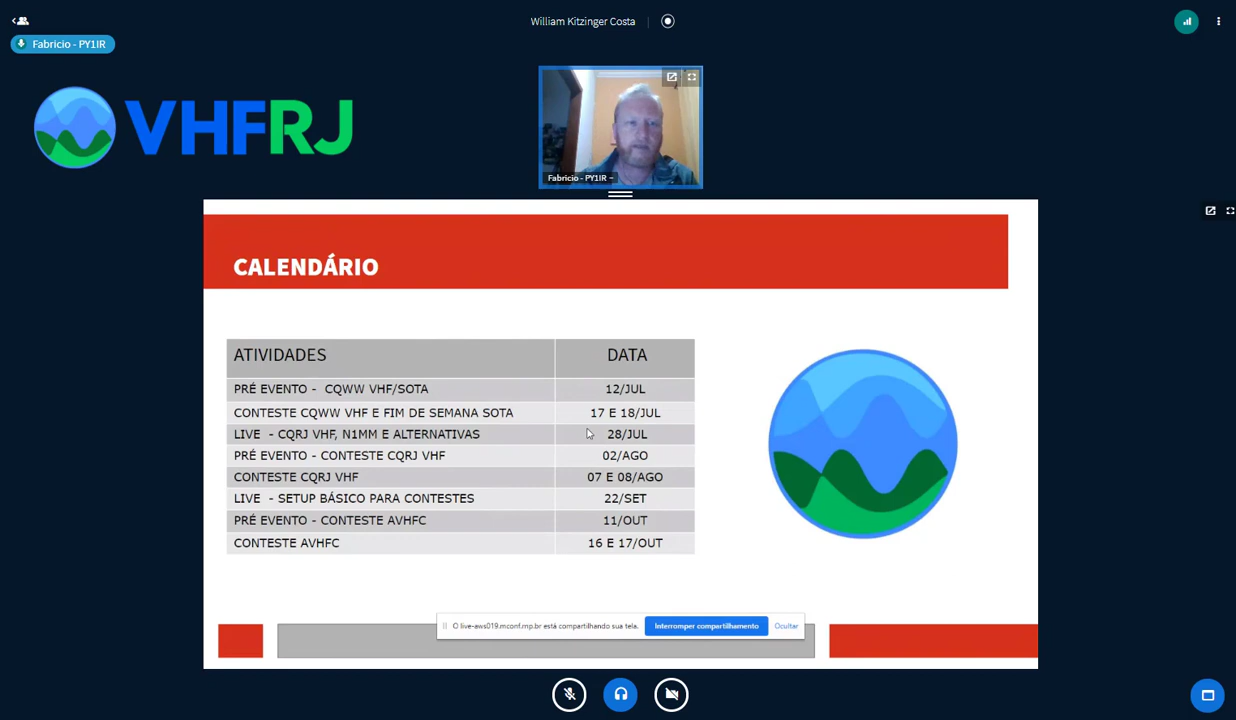 William Kitzinger Costa
Fabricio - PY1IR
VHFRJ
Fabricio - PY1IR
CALENDÁRIO
ATIVIDADES DATA
PRÉ EVENTO - CQWW VHF/SOTA 12/JUL
CONTESTE CQWW VHF E FIM DE SEMANA SOTA 17 E 18/JUL
LIVE - CQRJ VHF, N1MM E ALTERNATIVAS 28/JUL
PRÉ EVENTO - CONTESTE CQRJ VHF 02/AGO
CONTESTE CQRJ VHF 07 E 08/AGO
LIVE - SETUP BÁSICO PARA CONTESTES 22/SET
PRÉ EVENTO - CONTESTE AVHFC 11/OUT
CONTESTE AVHFC 16 E 17/OUT
O live-aws019.mconf.mp.br está compartilhando sua tela. Interromper compartilhamento Ocultar